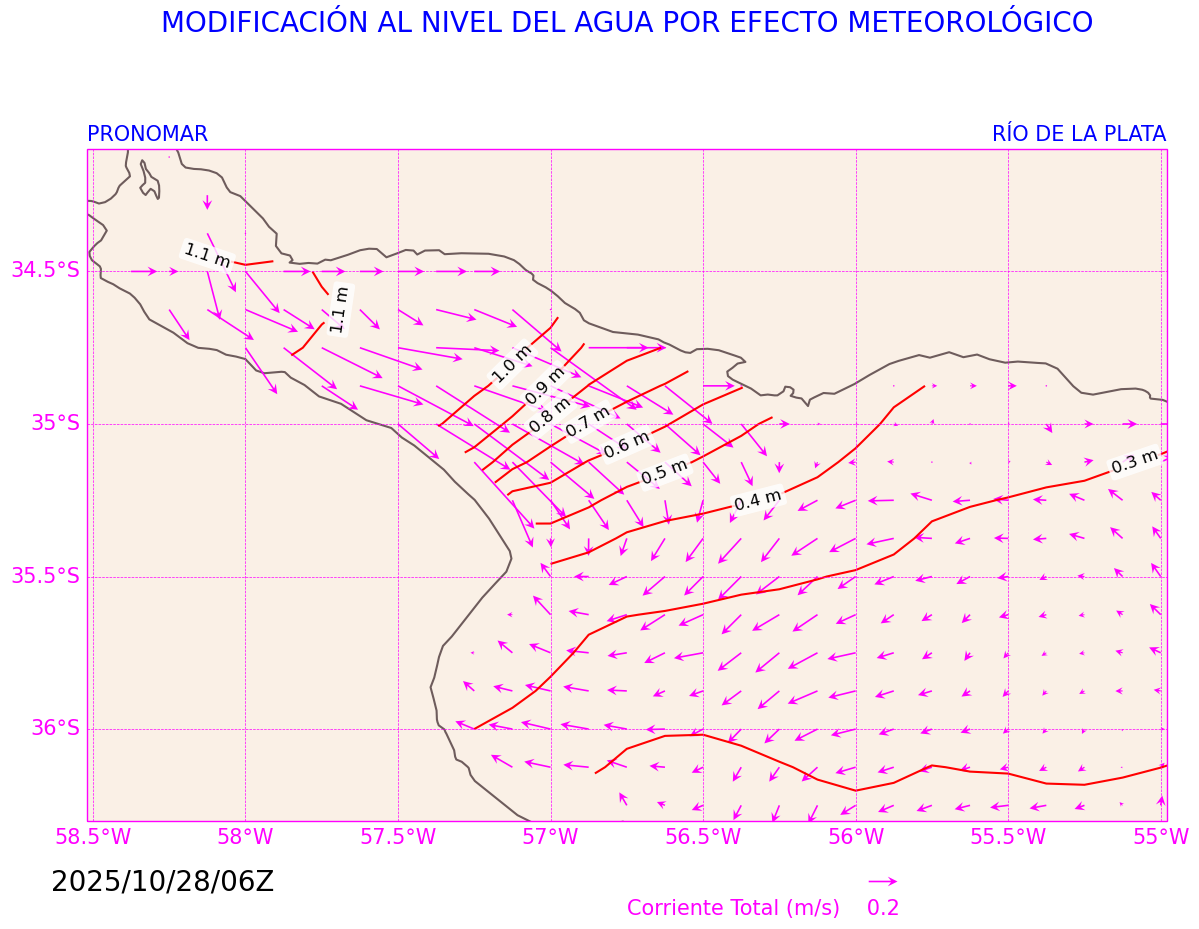 MODIFICACIÓN AL NIVEL DEL AGUA POR EFECTO METEOROLÓGICO
PRONOMAR
RÍO DE LA PLATA
1.1 m
34.5°S
1.1 m
1.0 m
0.9 m
0.8 m
0.7 m
35°S
0.6 m
0.5 m
0.3 m
0.4 m
35.5°S
36°S
58.5°W 58°W 57.5°W 57°W 56.5°W 56°W 55.5°W 55°W
2025/10/28/06Z
Corriente Total (m/s) 0.2